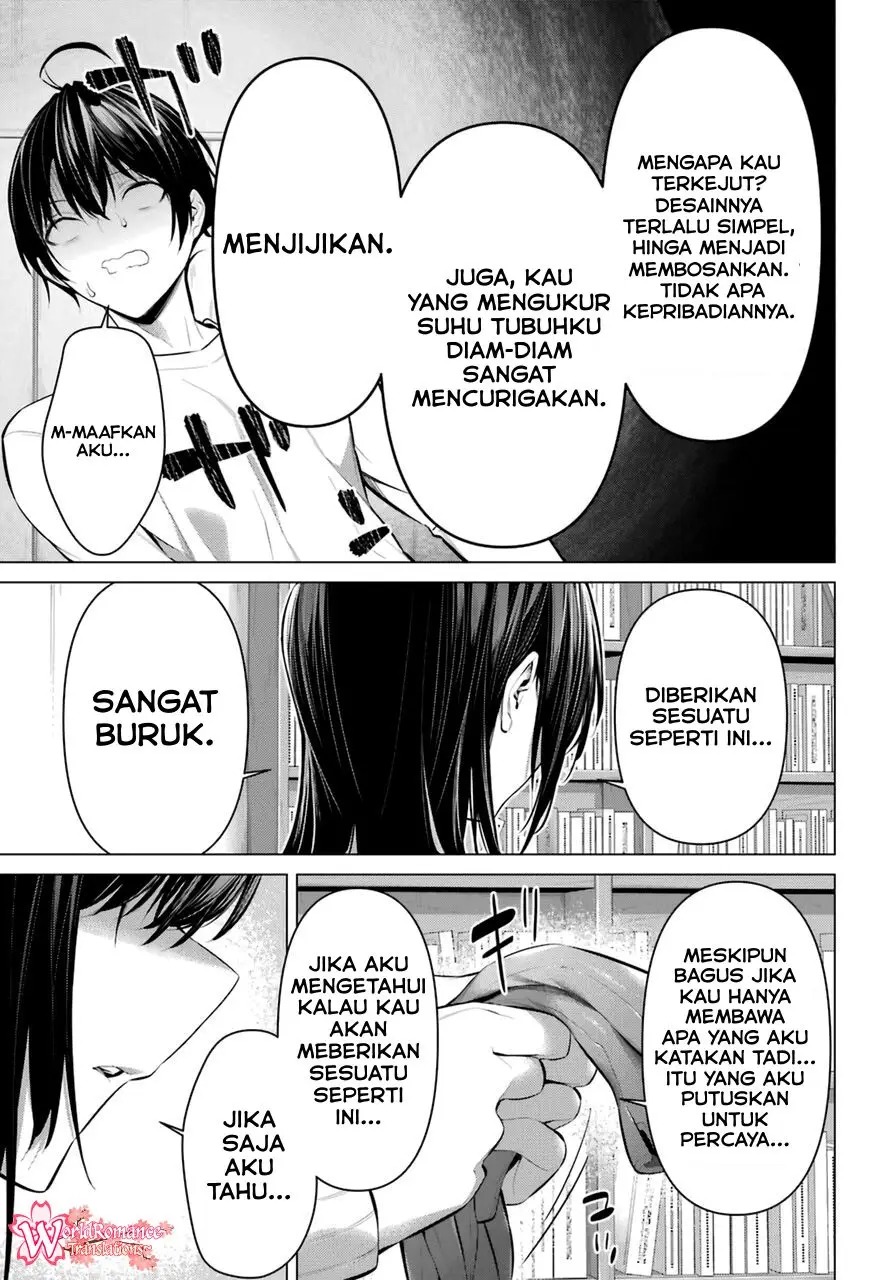 MENGAPA KAU
TERKEJUT?
DESAINNYA
TERLALU SIMPEL,
HINGA MENJADI
MEMBOSANKAN.
TIDAK APA
KEPRIBADIANNYA.
JUGA, KAU
YANG MENGUKUR
SUHU TUBUHKU
DIAM-DIAM
SANGAT
MENCURIGAKAN.
MENJIJIKAN.
M-MAAFKAN
AKU...
DIBERIKAN
SESUATU
SEPERTI INI...
SANGAT
BURUK.
MESKIPUN
BAGUS JIKA
KAU HANYA
MEMBAWA
APA YANG AKU
KATAKAN TADI...
ITU YANG AKU
PUTUSKAN
UNTUK
PERCAYA...
JIKA AKU
MENGETAHUI
KALAU KAU
AKAN
MEBERIKAN
SESUATU
SEPERTI
INI...
JIKA
SAJA
AKU
TAHU...
WorldRomance
Translations